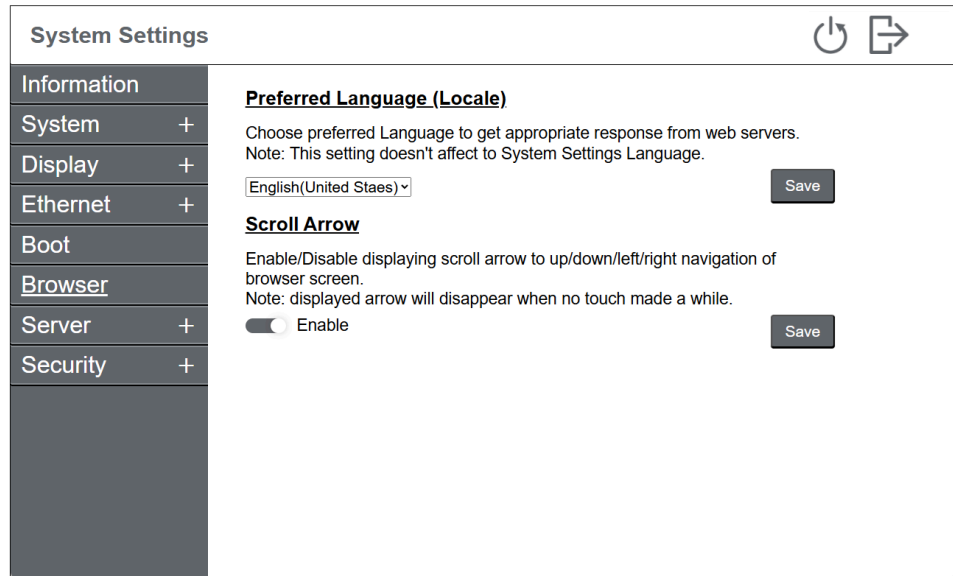 System Settings
Information
System +
Display +
Ethernet +
Boot
Browser
Server +
Security +
Preferred Language (Locale)
Choose preferred Language to get appropriate response from web servers.
Note: This setting doesn't affect to System Settings Language.
English(United Staes)
Save
Scroll Arrow
Enable/Disable displaying scroll arrow to up/down/left/right navigation of
browser screen.
Note: displayed arrow will disappear when no touch made a while.
Enable
Save